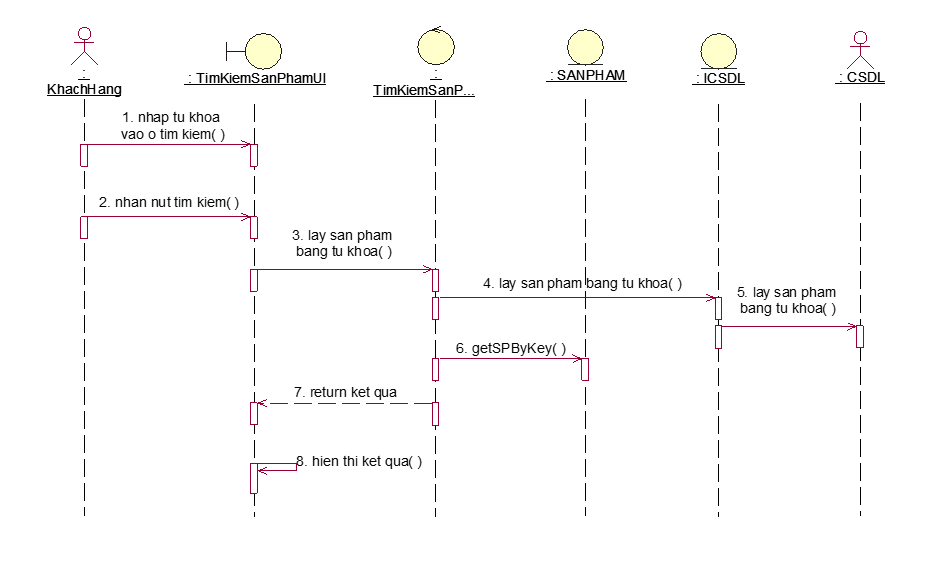 :
KhachHang
: TimKiemSanPhamUI
:
TimKiemSanP...
: SANPHAM
: ICSDL
: CSDL
1. nhap tu khoa
vao o tim kiem( )
2. nhan nut tim kiem( )
3. lay san pham
bang tu khoa( )
4. lay san pham bang tu khoa( )
5. lay san pham
bang tu khoa( )
6. getSPByKey( )
7. return ket qua
8. hien thi ket qua( )